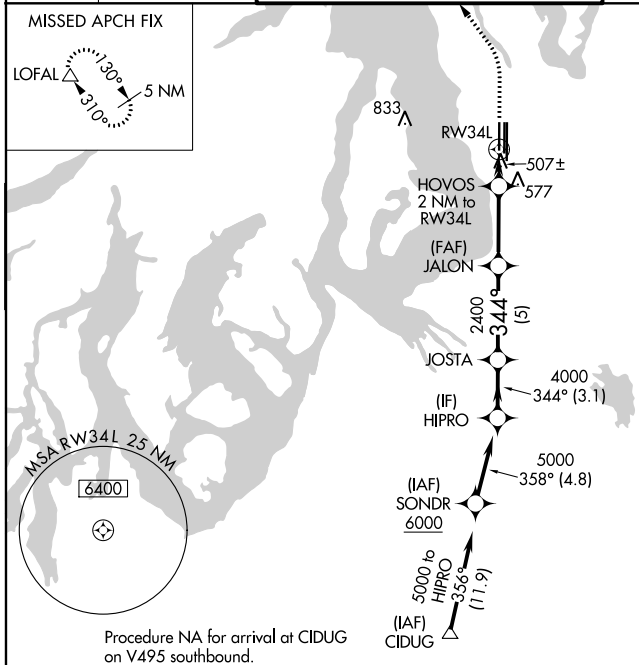 MISSED APCH FIX
LOFAL
130°
310°
5 NM
833
RW34L
507±
577
HOVOS
2 NM to
RW34L
(FAF)
JALON
2400
344°
(5)
JOSTA
4000
344° (3.1)
(IF)
HIPRO
5000
358° (4.8)
(IAF)
SONDR
6000
MSA RW34L 25 NM
6400
5000 to
HIPRO
356°
(11.9)
(IAF)
CIDUG
Procedure NA for arrival at CIDUG
on V495 southbound.